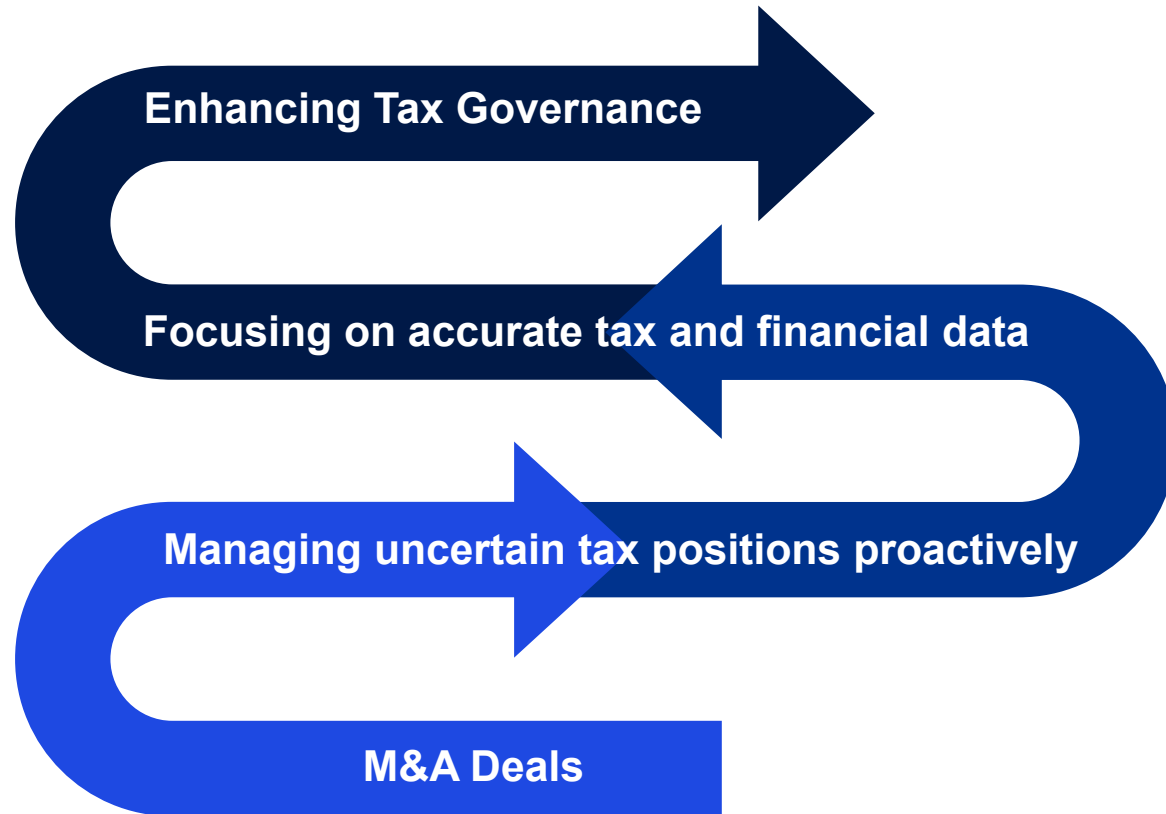 Enhancing Tax Governance
Focusing on accurate tax and financial data
Managing uncertain tax positions proactively
M&A Deals